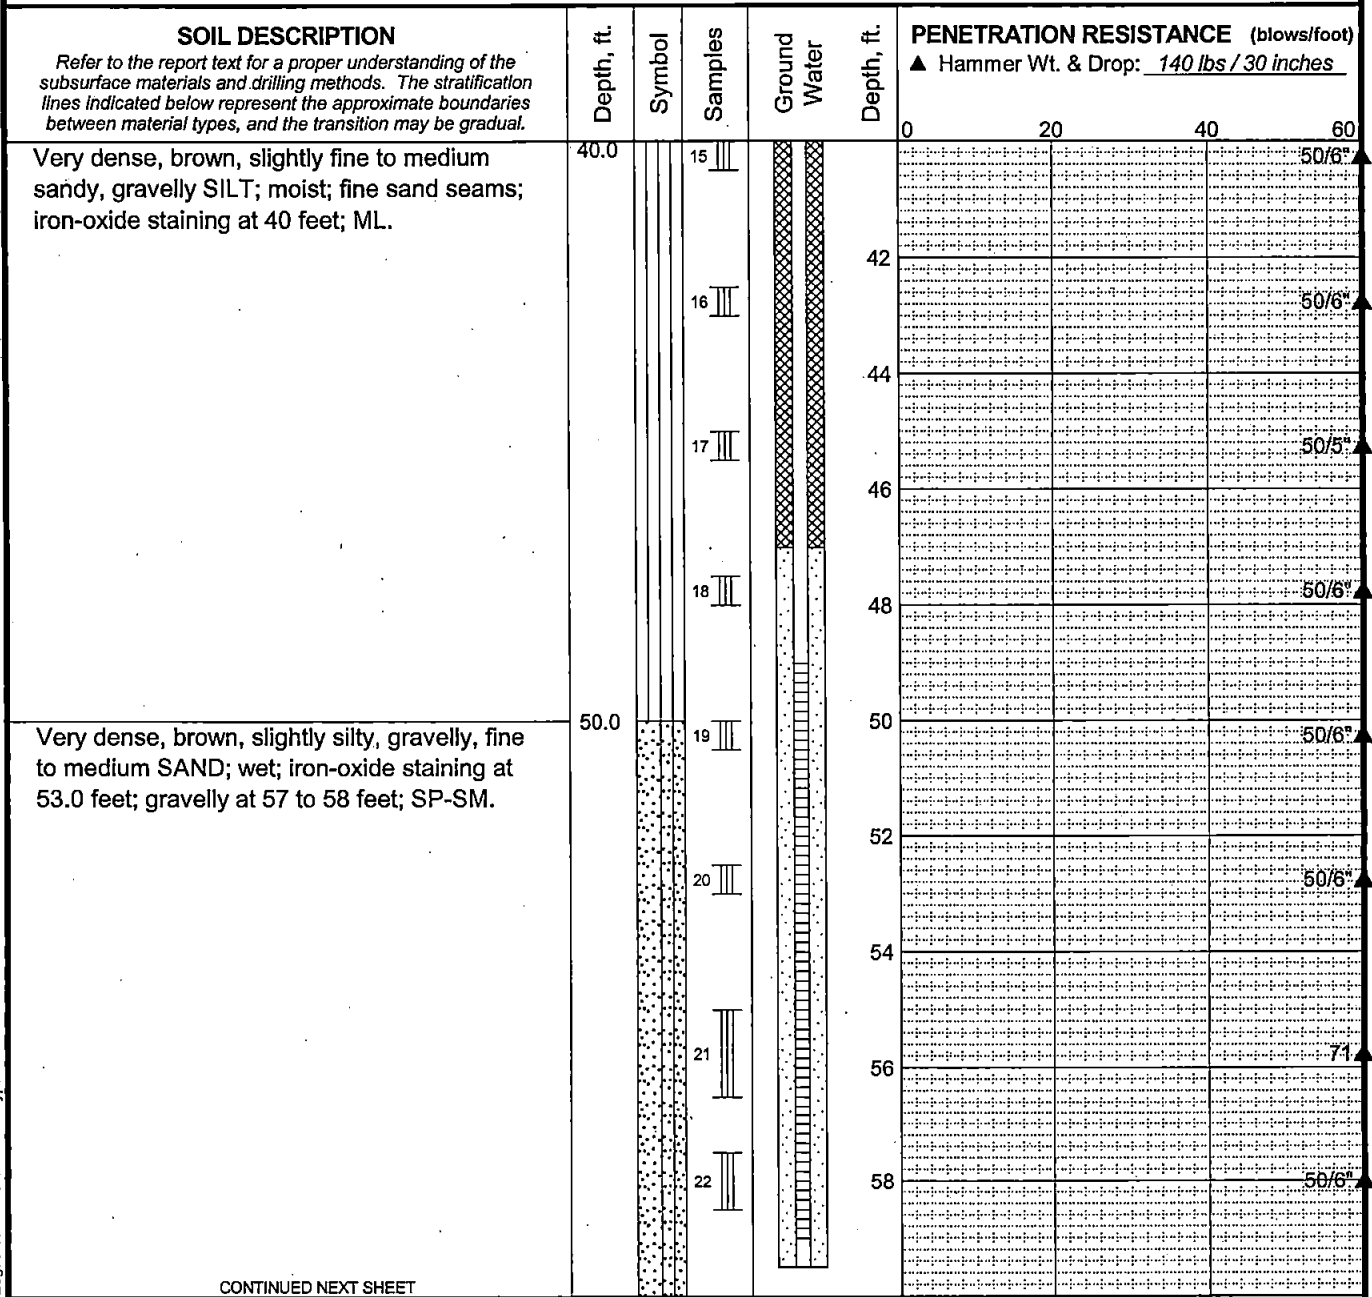 SOIL DESCRIPTION
Refer to the report text for a proper understanding of the
subsurface materials and drilling methods. The stratification
lines indicated below represent the approximate boundaries
between material types, and the transition may be gradual.
Depth, ft.
Symbol
Samples
Ground
Water
Depth, ft.
PENETRATION RESISTANCE (blows/foot)
▲ Hammer Wt. & Drop: 140 lbs / 30 inches
0 20 40 60
Very dense, brown, slightly fine to medium
sandy, gravelly SILT; moist; fine sand seams;
iron-oxide staining at 40 feet; ML.
40.0
15
50/6"
42
16
50/6"
44
17
50/5"
46
18
50/6"
48
50.0
50
Very dense, brown, slightly silty, gravelly, fine
to medium SAND; wet; iron-oxide staining at
53.0 feet; gravelly at 57 to 58 feet; SP-SM.
19
50/6"
52
20
50/6"
54
21
71
56
22
58
50/6"
CONTINUED NEXT SHEET